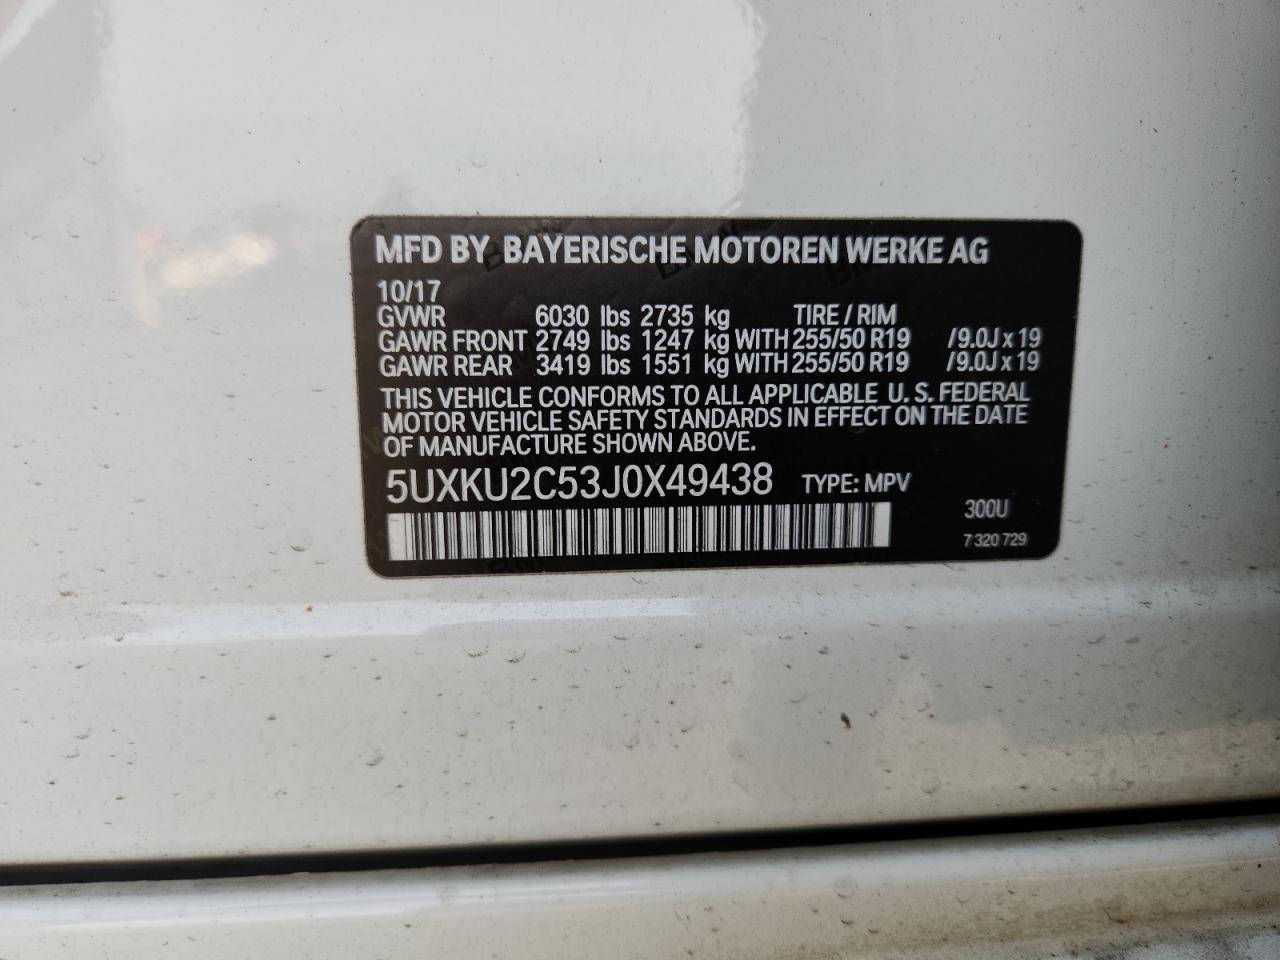 MFD BY BAYERISCHE MOTOREN WERKE AG
10/17
GVWR 6030 lbs 2735 kg TIRE / RIM
GAWR FRONT 2749 lbs 1247 kg WITH 255/50 R19 /9.0J x 19
GAWR REAR 3419 lbs 1551 kg WITH 255/50 R19 /9.0J x 19
THIS VEHICLE CONFORMS TO ALL APPLICABLE U. S. FEDERAL
MOTOR VEHICLE SAFETY STANDARDS IN EFFECT ON THE DATE
OF MANUFACTURE SHOWN ABOVE.
5UXKU2C53J0X49438 TYPE: MPV
300U
7 320 729